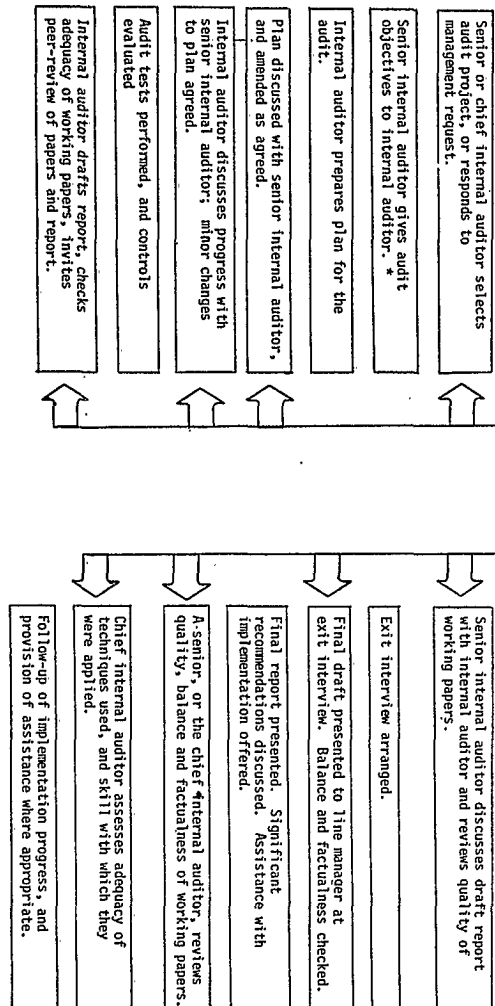 Senior or chief internal auditor selects
audit project, or responds to
management request.
Senior internal auditor gives audit
objectives to internal auditor. *
Internal auditor prepares plan for the
audit.
Plan discussed with senior internal auditor,
and amended as agreed.
Internal auditor discusses progress with
senior internal auditor; minor changes
to plan agreed.
Audit tests performed, and controls
evaluated
Internal auditor drafts report, checks
adequacy of working papers, invites
peer-review of papers and report.
Senior internal auditor discusses draft report
with internal auditor and reviews quality of
working papers.
Exit interview arranged.
Final draft presented to line manager at
exit interview. Balance and factualness checked.
Final report presented. Significant
recommendations discussed. Assistance with
implementation offered.
A senior, or the chief internal auditor, reviews
quality, balance and factualness of working papers.
Chief internal auditor assesses adequacy of
techniques used, and skill with which they
were applied.
Follow-up of implementation progress, and
provision of assistance where appropriate.